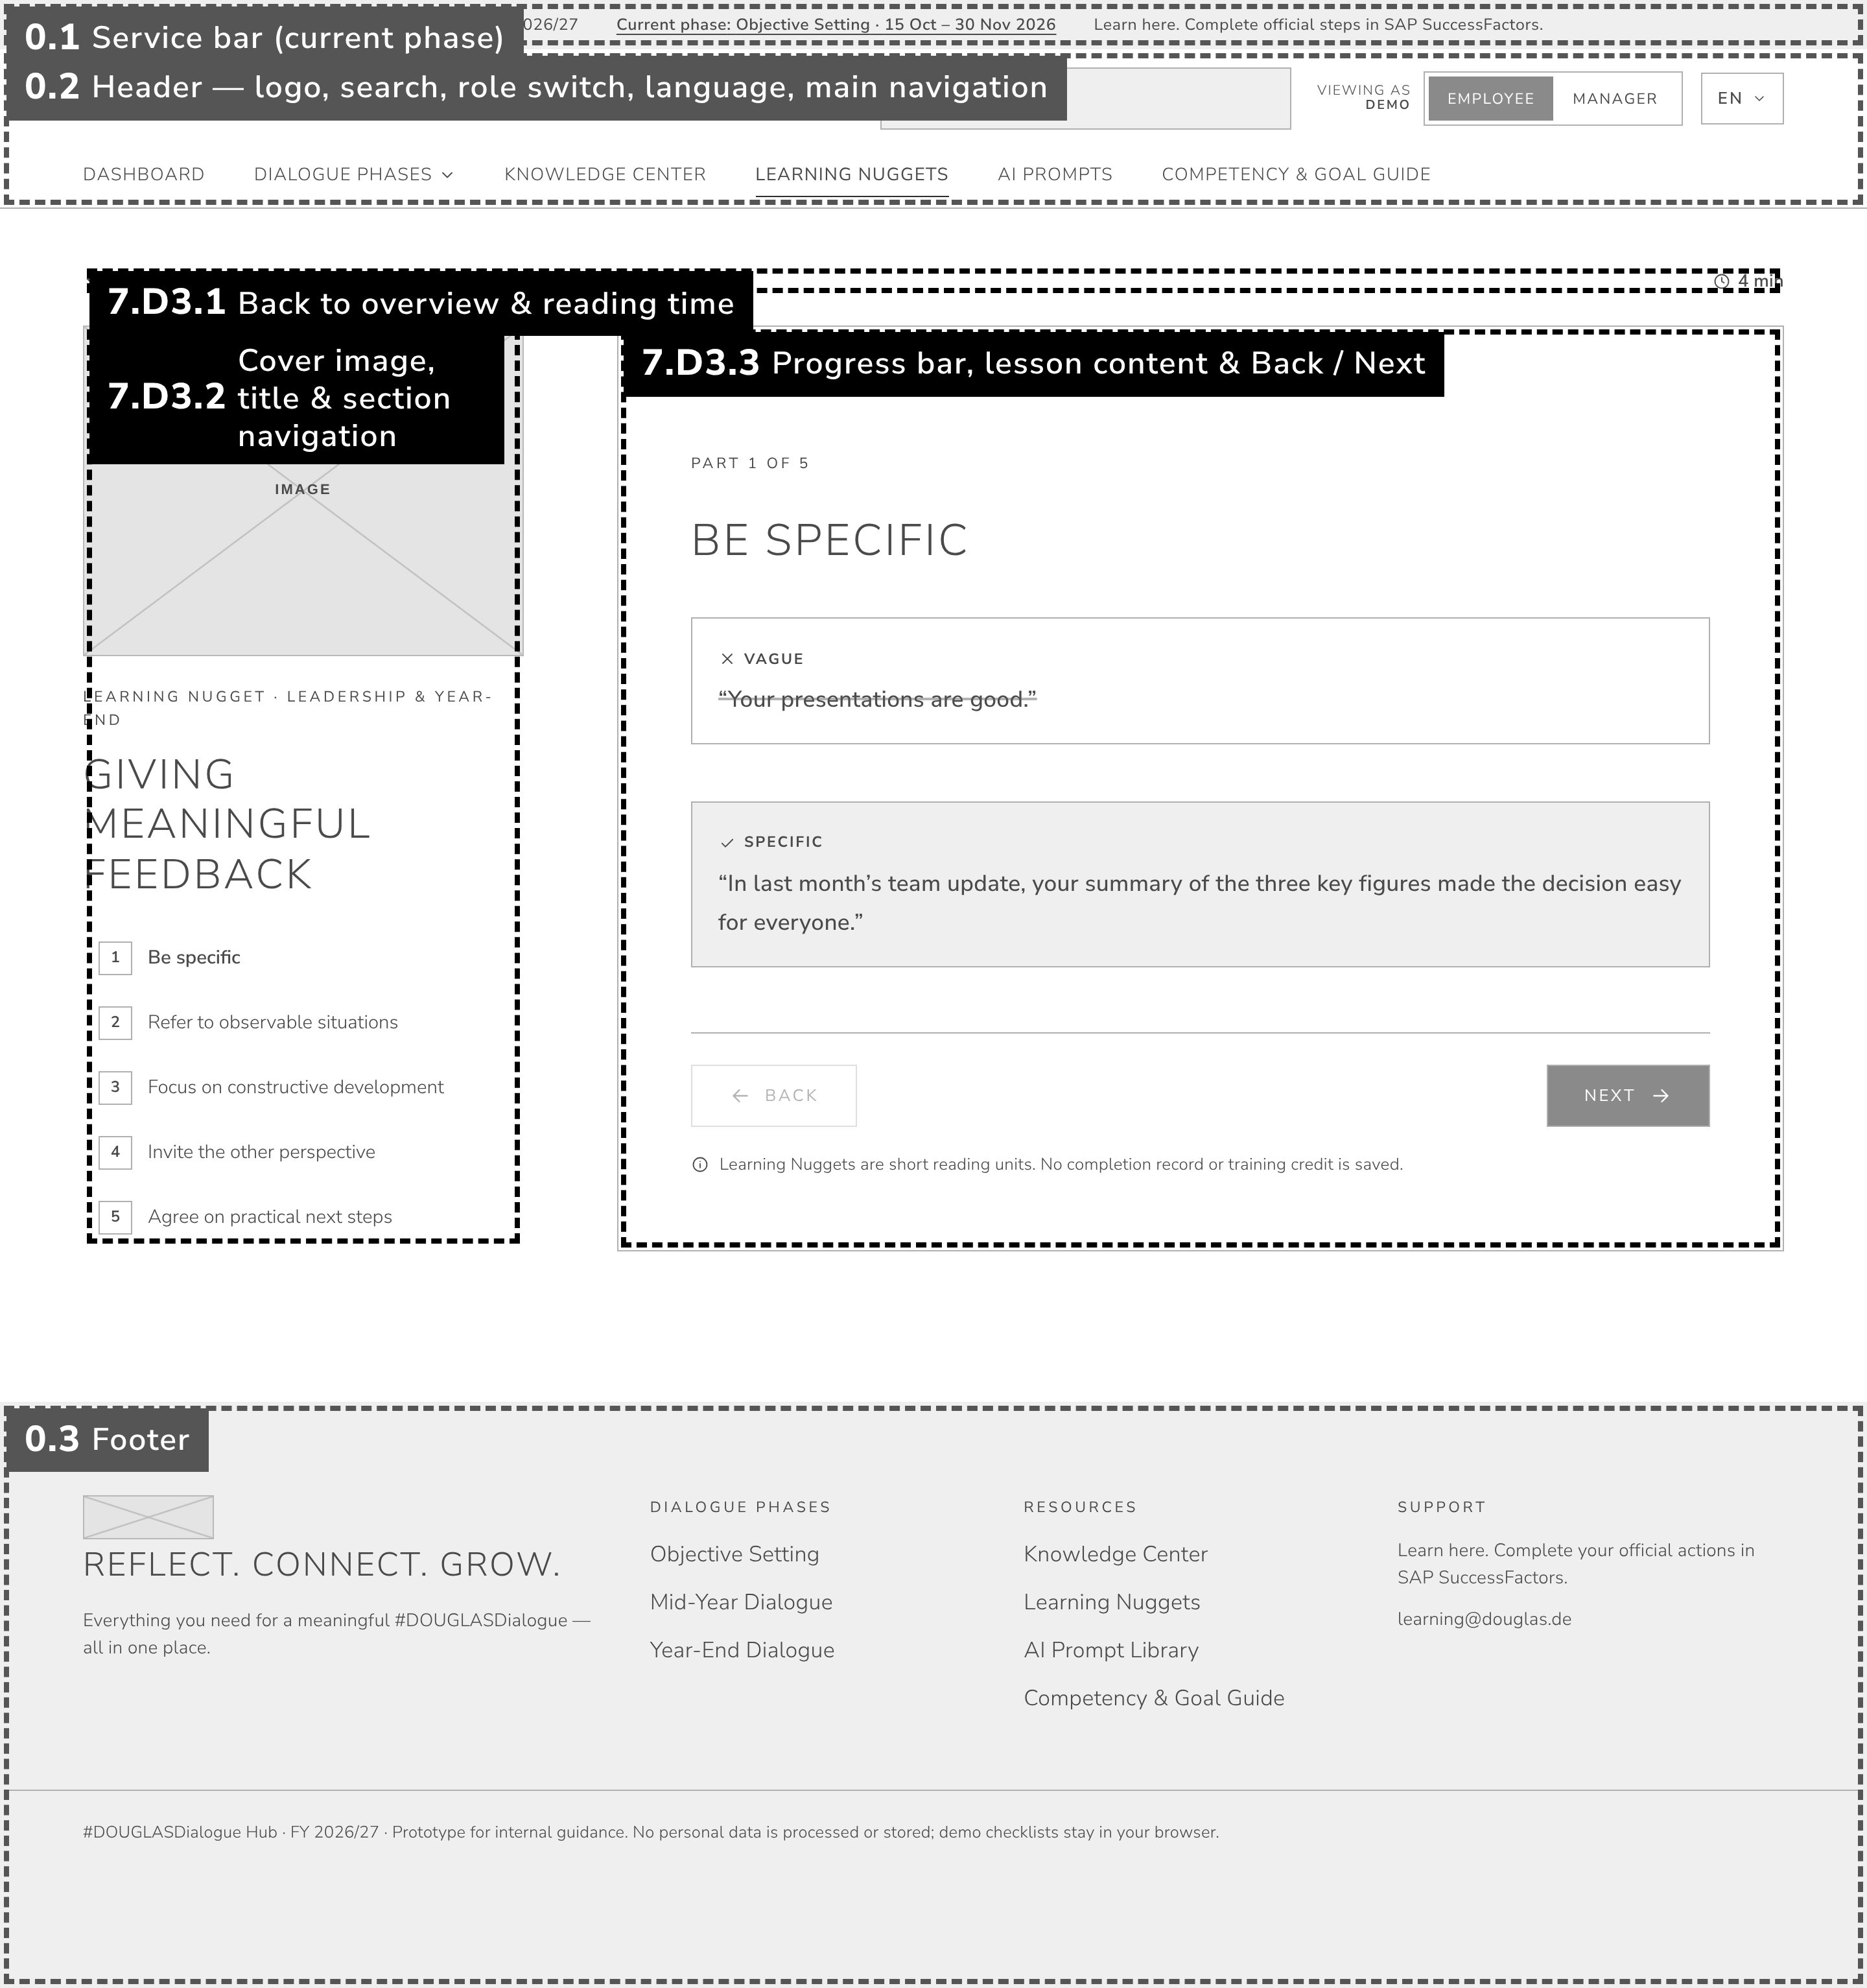 0.1 Service bar (current phase)
026/27
Current phase: Objective Setting · 15 Oct – 30 Nov 2026
Learn here. Complete official steps in SAP SuccessFactors.
0.2 Header — logo, search, role switch, language, main navigation
VIEWING AS
DEMO
EMPLOYEE
MANAGER
EN
DASHBOARD
DIALOGUE PHASES
KNOWLEDGE CENTER
LEARNING NUGGETS
AI PROMPTS
COMPETENCY & GOAL GUIDE
7.D3.1 Back to overview & reading time
4 min
7.D3.2 Cover image,
title & section
navigation
IMAGE
LEARNING NUGGET · LEADERSHIP & YEAR-
END
GIVING
MEANINGFUL
FEEDBACK
1 Be specific
2 Refer to observable situations
3 Focus on constructive development
4 Invite the other perspective
5 Agree on practical next steps
7.D3.3 Progress bar, lesson content & Back / Next
PART 1 OF 5
BE SPECIFIC
VAGUE
“Your presentations are good.”
SPECIFIC
“In last month’s team update, your summary of the three key figures made the decision easy
for everyone.”
BACK
NEXT
Learning Nuggets are short reading units. No completion record or training credit is saved.
0.3 Footer
REFLECT. CONNECT. GROW.
Everything you need for a meaningful #DOUGLASDialogue —
all in one place.
DIALOGUE PHASES
Objective Setting
Mid-Year Dialogue
Year-End Dialogue
RESOURCES
Knowledge Center
Learning Nuggets
AI Prompt Library
Competency & Goal Guide
SUPPORT
Learn here. Complete your official actions in
SAP SuccessFactors.
learning@douglas.de
#DOUGLASDialogue Hub · FY 2026/27 · Prototype for internal guidance. No personal data is processed or stored; demo checklists stay in your browser.